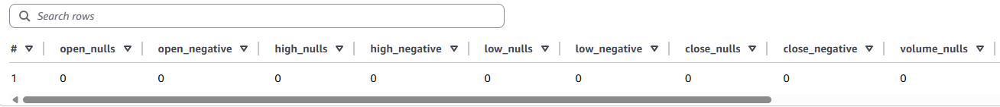 Search rows
# open_nulls open_negative high_nulls high_negative low_nulls low_negative close_nulls close_negative volume_nulls
1 0 0 0 0 0 0 0 0 0